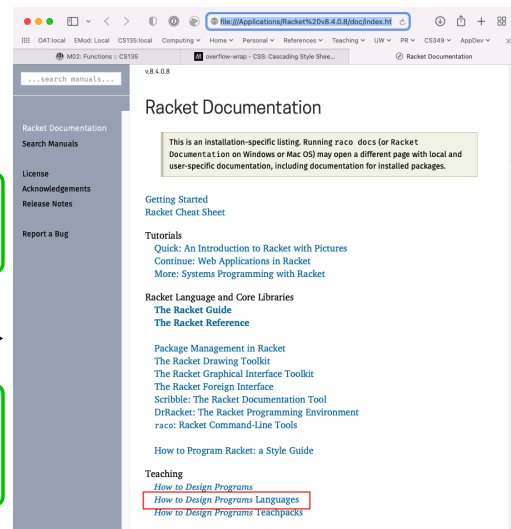 file:///Applications/Racket%20v8.4.0.8/doc/index.ht
OAT:local EMod: Local CS135:local Computing Home Personal References Teaching UW PR CS349 AppDev
M02: Functions :: CS135 overflow-wrap - CSS: Cascading Style Shee... Racket Documentation
...search manuals...
Racket Documentation
Search Manuals
License
Acknowledgements
Release Notes
Report a Bug
v.8.4.0.8
Racket Documentation
This is an installation-specific listing. Running raco docs (or Racket
Documentation on Windows or Mac OS) may open a different page with local and
user-specific documentation, including documentation for installed packages.
Getting Started
Racket Cheat Sheet
Tutorials
Quick: An Introduction to Racket with Pictures
Continue: Web Applications in Racket
More: Systems Programming with Racket
Racket Language and Core Libraries
The Racket Guide
The Racket Reference
Package Management in Racket
The Racket Drawing Toolkit
The Racket Graphical Interface Toolkit
The Racket Foreign Interface
Scribble: The Racket Documentation Tool
DrRacket: The Racket Programming Environment
raco: Racket Command-Line Tools
How to Program Racket: a Style Guide
Teaching
How to Design Programs
How to Design Programs Languages
How to Design Programs Teachpacks